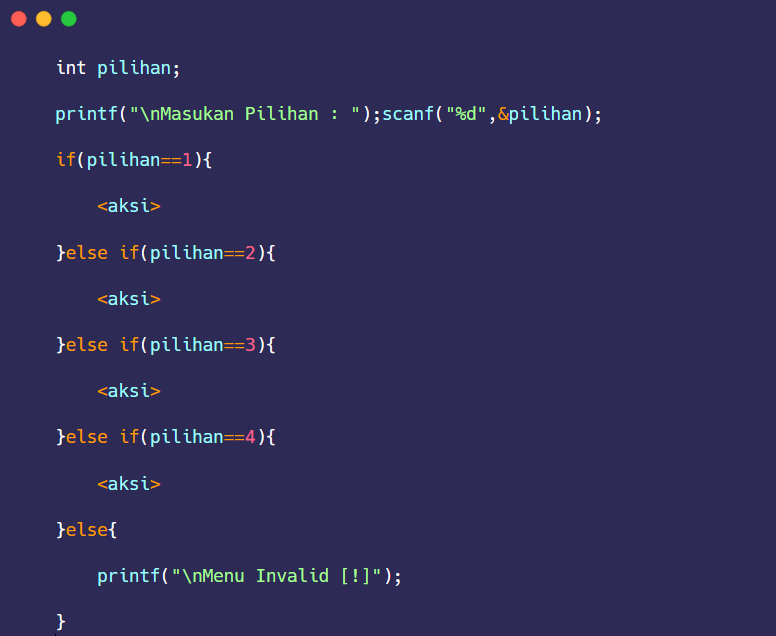 int pilihan;
printf("\nMasukan Pilihan : ");scanf("%d",&pilihan);
if(pilihan==1){
<aksi>
}else if(pilihan==2){
<aksi>
}else if(pilihan==3){
<aksi>
}else if(pilihan==4){
<aksi>
}else{
printf("\nMenu Invalid [!]");
}